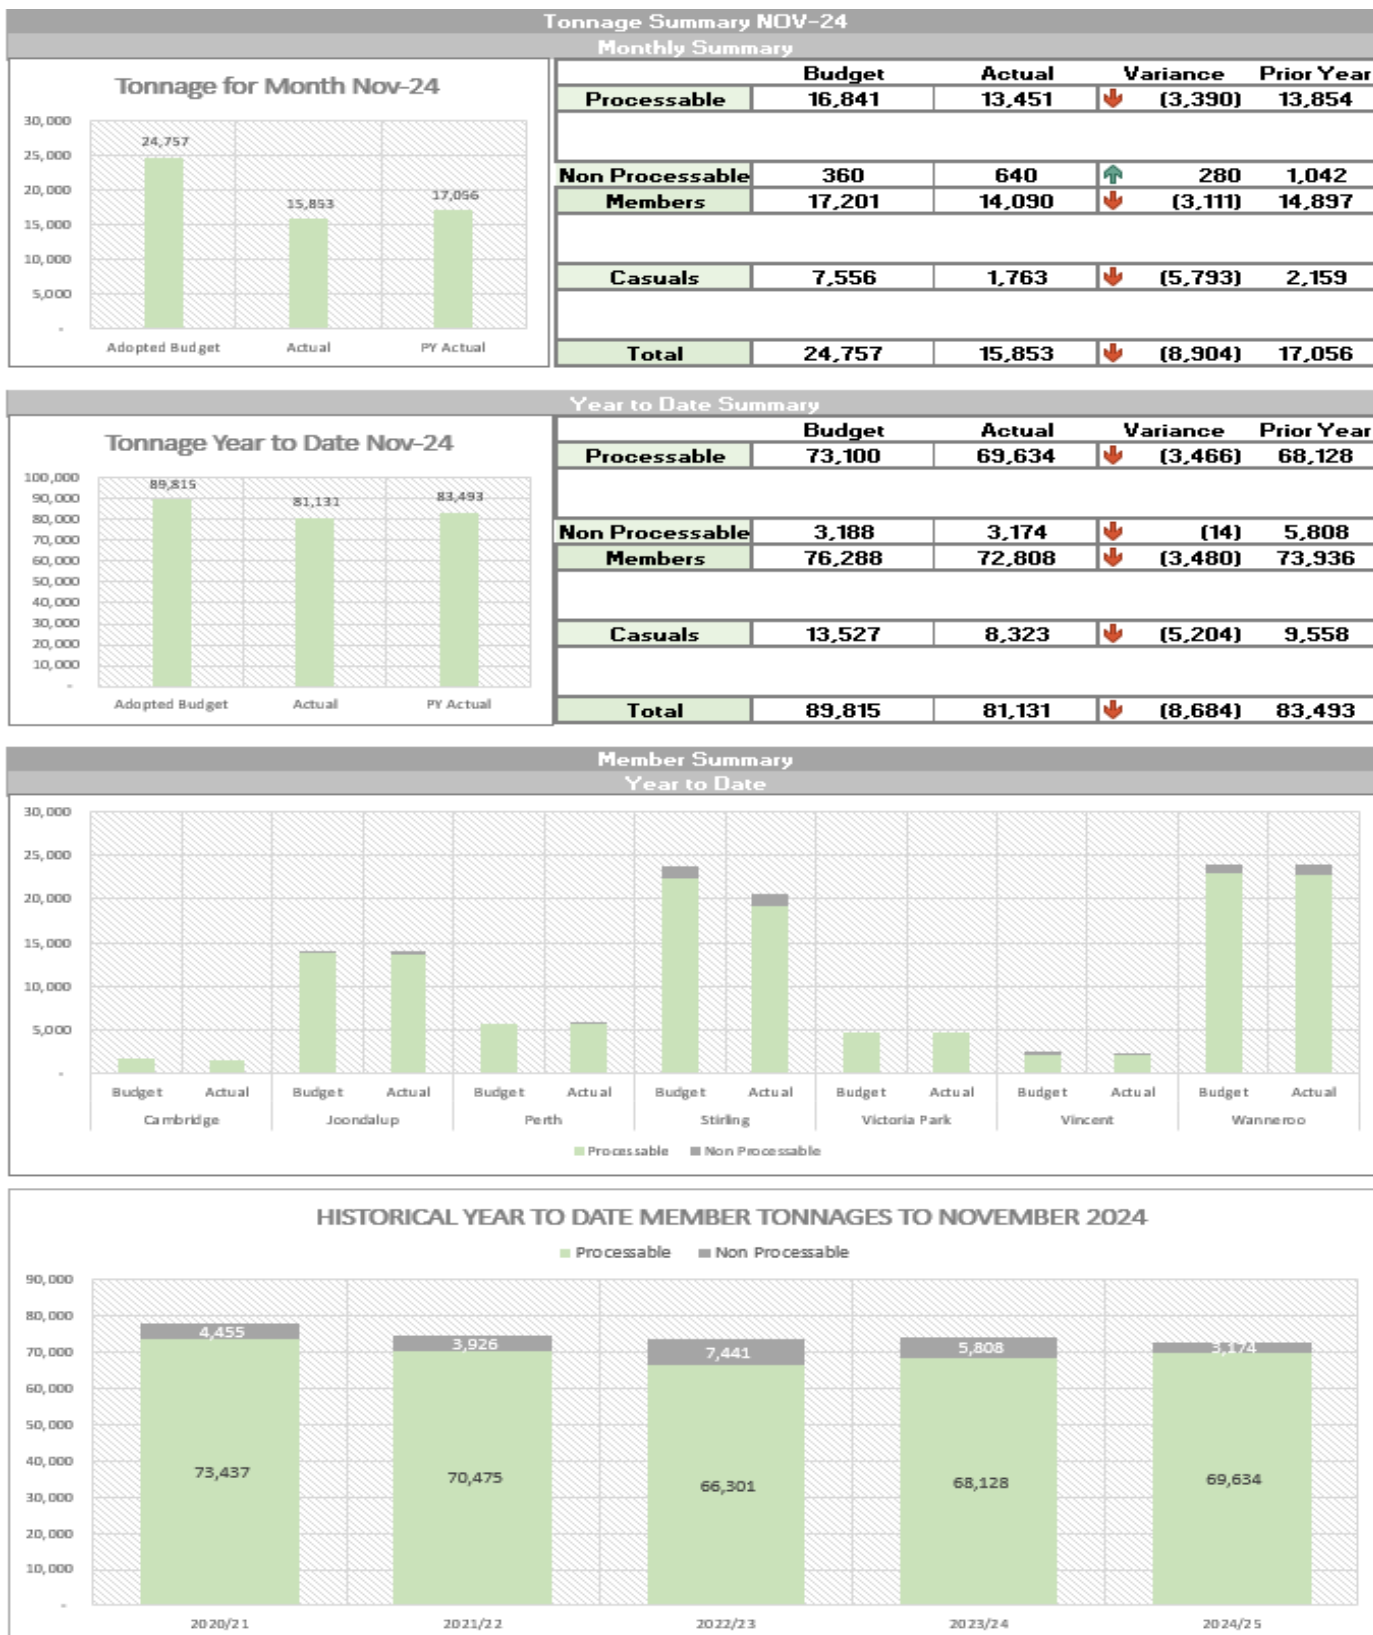 Tonnage Summary NOV-24
Monthly Summary
Tonnage for Month Nov-24
30,000
25,000
20,000
15,000
10,000
5,000
-
24,757
15,853
17,056
Adopted Budget Actual PY Actual
Budget Actual Variance Prior Year
Processable 16,841 13,451 (3,390) 13,854
Non Processable 360 640 280 1,042
Members 17,201 14,090 (3,111) 14,897
Casuals 7,556 1,763 (5,793) 2,159
Total 24,757 15,853 (8,904) 17,056
Year to Date Summary
Tonnage Year to Date Nov-24
100,000
90,000
80,000
70,000
60,000
50,000
40,000
30,000
20,000
10,000
-
89,815
81,131
83,493
Adopted Budget Actual PY Actual
Budget Actual Variance Prior Year
Processable 73,100 69,634 (3,466) 68,128
Non Processable 3,188 3,174 (14) 5,808
Members 76,288 72,808 (3,480) 73,936
Casuals 13,527 8,323 (5,204) 9,558
Total 89,815 81,131 (8,684) 83,493
Member Summary
Year to Date
30,000
25,000
20,000
15,000
10,000
5,000
-
Budget Actual Budget Actual Budget Actual Budget Actual Budget Actual Budget Actual Budget Actual
Cambridge Joondalup Perth Stirling Victoria Park Vincent Wanneroo
Processable Non Processable
HISTORICAL YEAR TO DATE MEMBER TONNAGES TO NOVEMBER 2024
Processable Non Processable
90,000
80,000
70,000
60,000
50,000
40,000
30,000
20,000
10,000
-
4,455 3,926 7,441 5,808 3,174
73,437 70,475 66,301 68,128 69,634
2020/21 2021/22 2022/23 2023/24 2024/25